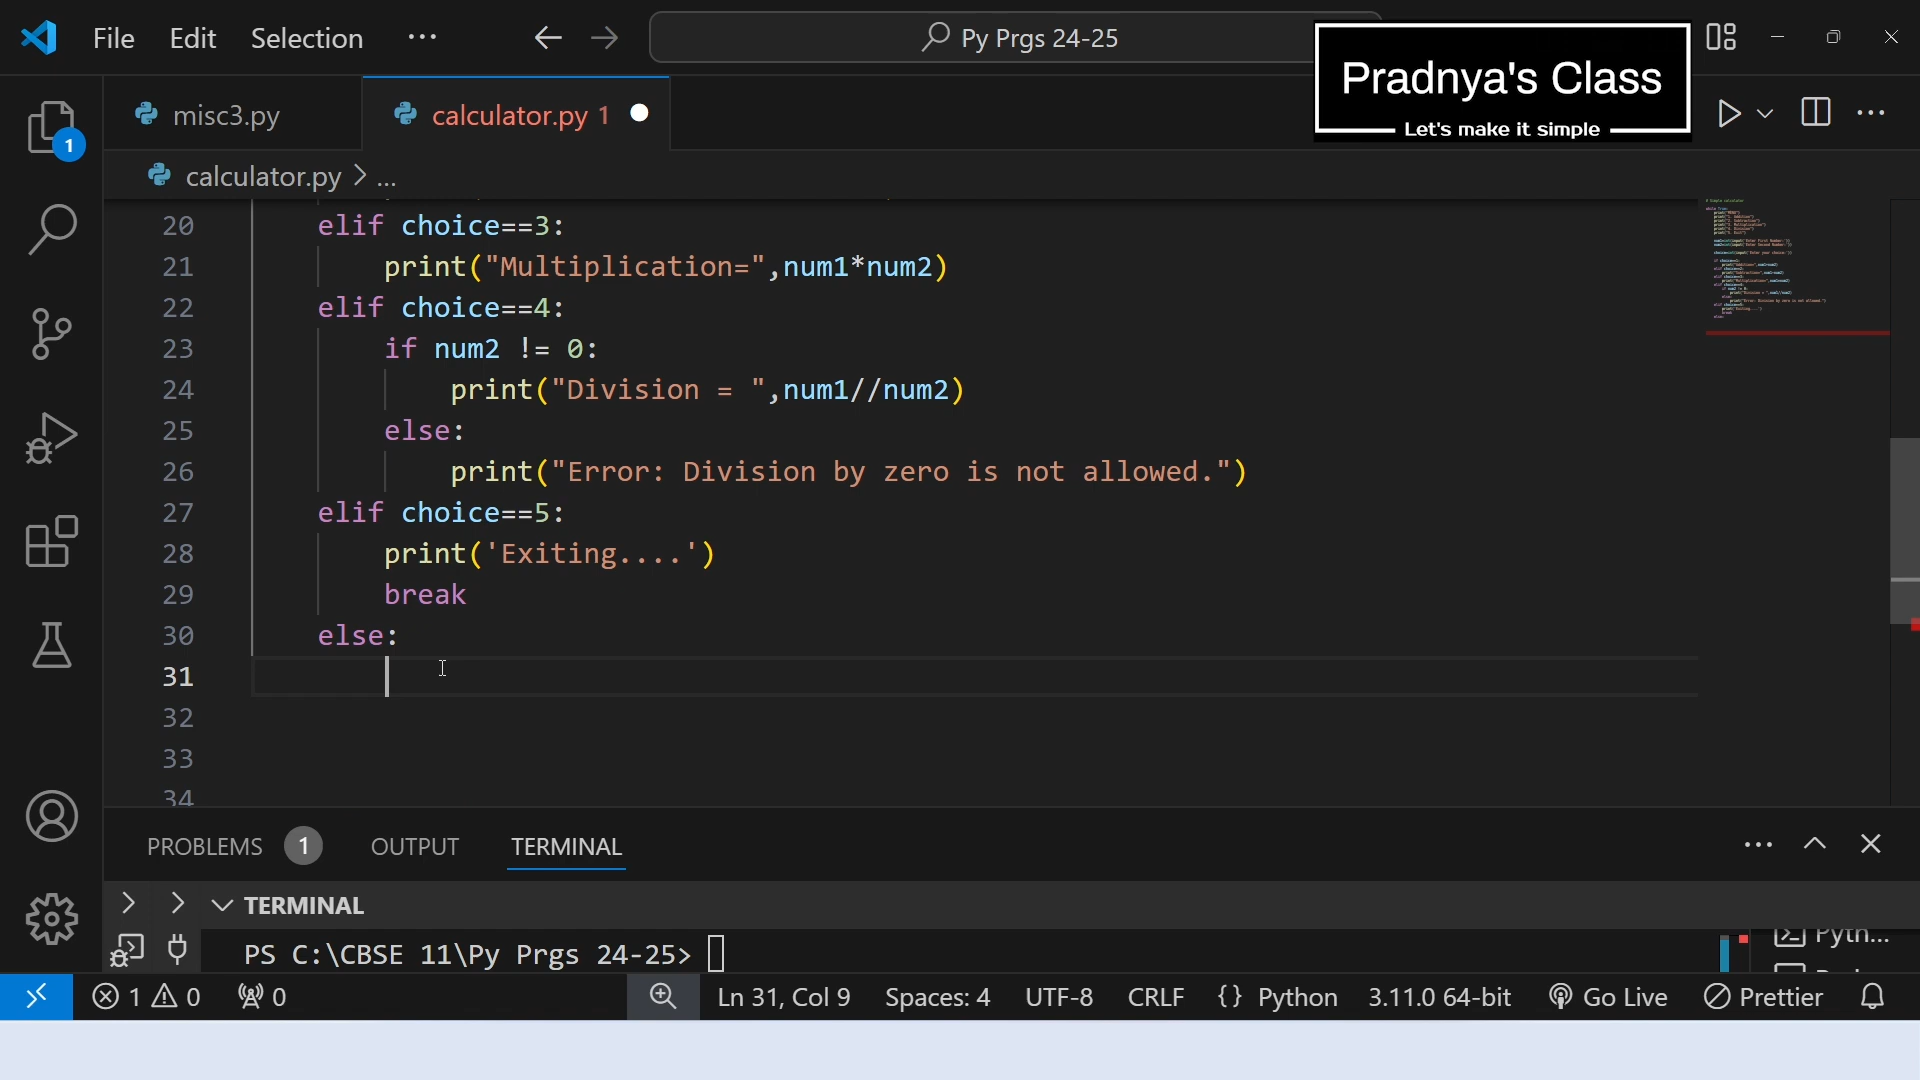 File Edit Selection ··· Py Prgs 24-25
Pradnya's Class
Let's make it simple
misc3.py calculator.py 1
calculator.py > ...
20 elif choice==3:
21 print("Multiplication=",num1*num2)
22 elif choice==4:
23 if num2 != 0:
24 print("Division = ",num1//num2)
25 else:
26 print("Error: Division by zero is not allowed.")
27 elif choice==5:
28 print('Exiting....')
29 break
30 else:
31
32
33
34
1
PROBLEMS 1 OUTPUT TERMINAL
TERMINAL
PS C:\CBSE 11\Py Prgs 24-25>
Pyth...
1 0 0 Ln 31, Col 9 Spaces: 4 UTF-8 CRLF {} Python 3.11.0 64-bit Go Live Prettier